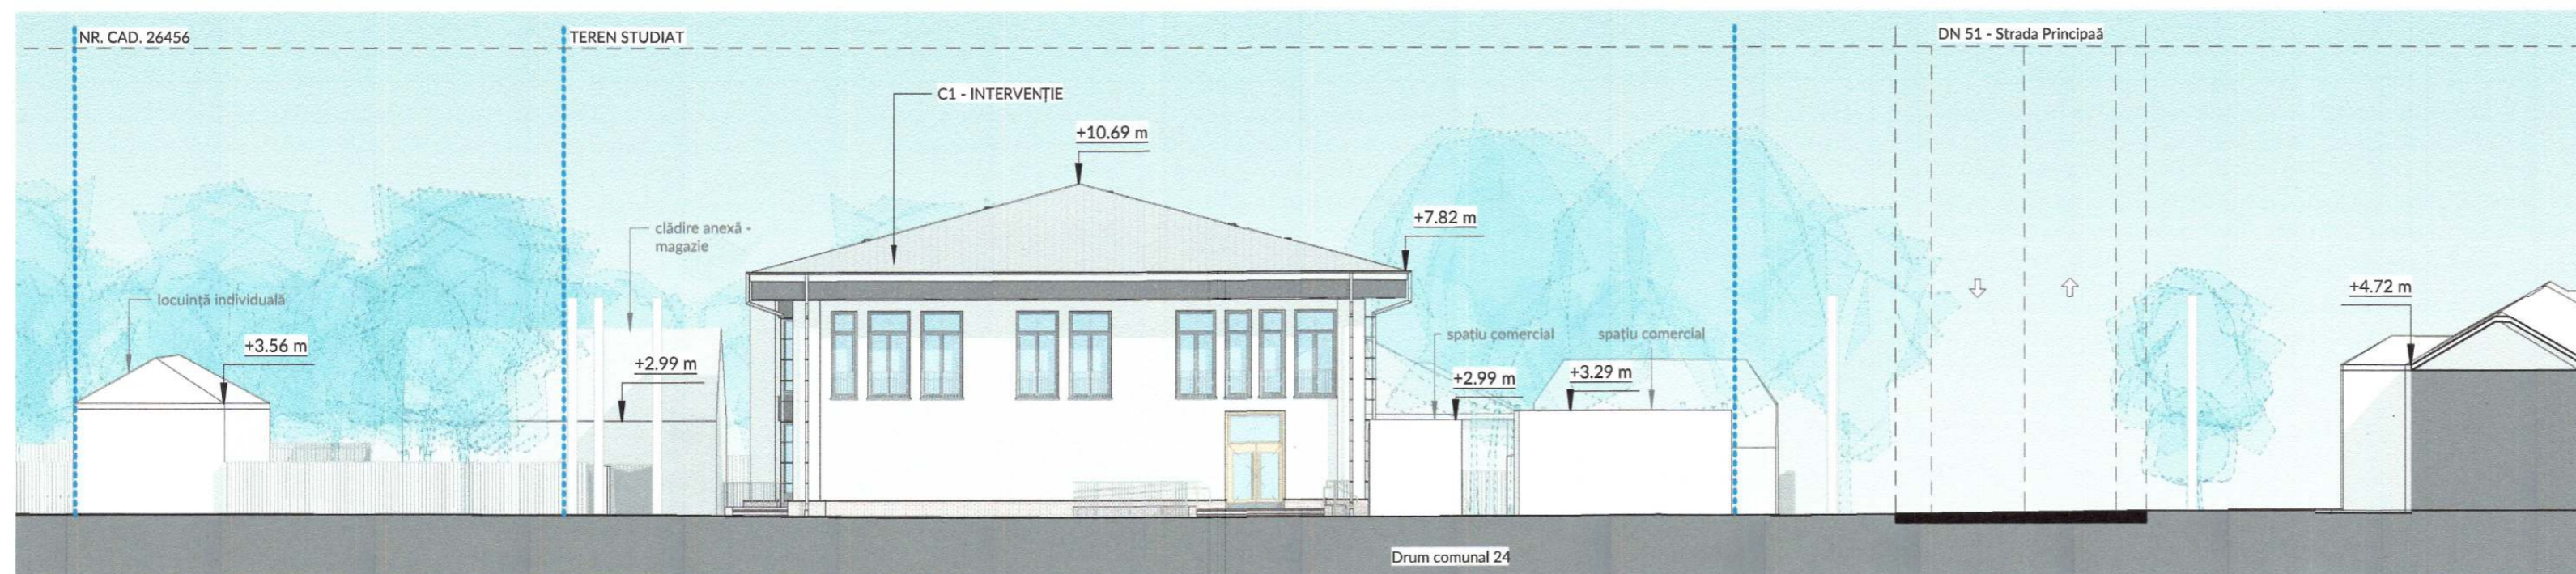 NR. CAD. 26456
TEREN STUDIAT
DN 51 - Strada Principaă
C1 - INTERVENȚIE
+10.69 m
+7.82 m
clădire anexă -
magazie
+4.72 m
locuință individuală
spațiu comercial
spațiu comercial
+3.56 m
+2.99 m
+2.99 m
+3.29 m
Drum comunal 24